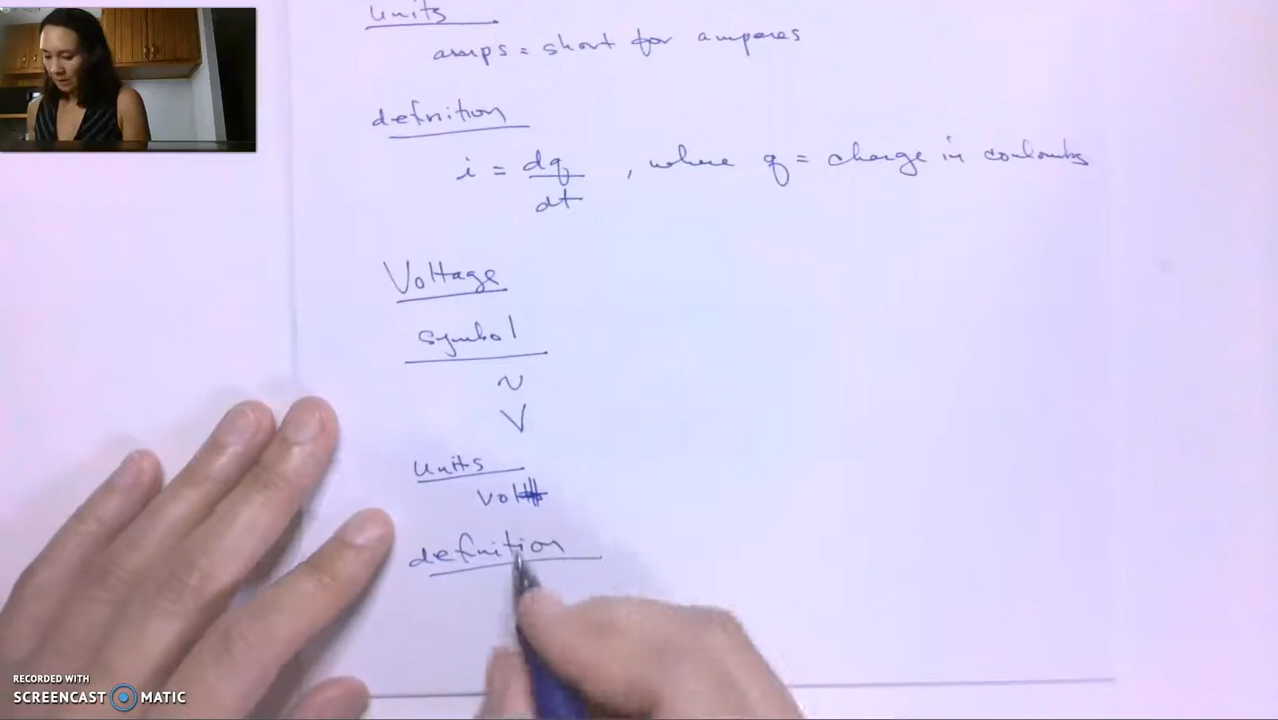 units
amps = short for amperes
definition
i = dq/dt , where q = charge in coulombs
Voltage
symbol
v
V
units
volt
definition
RECORDED WITH
SCREENCAST MATIC